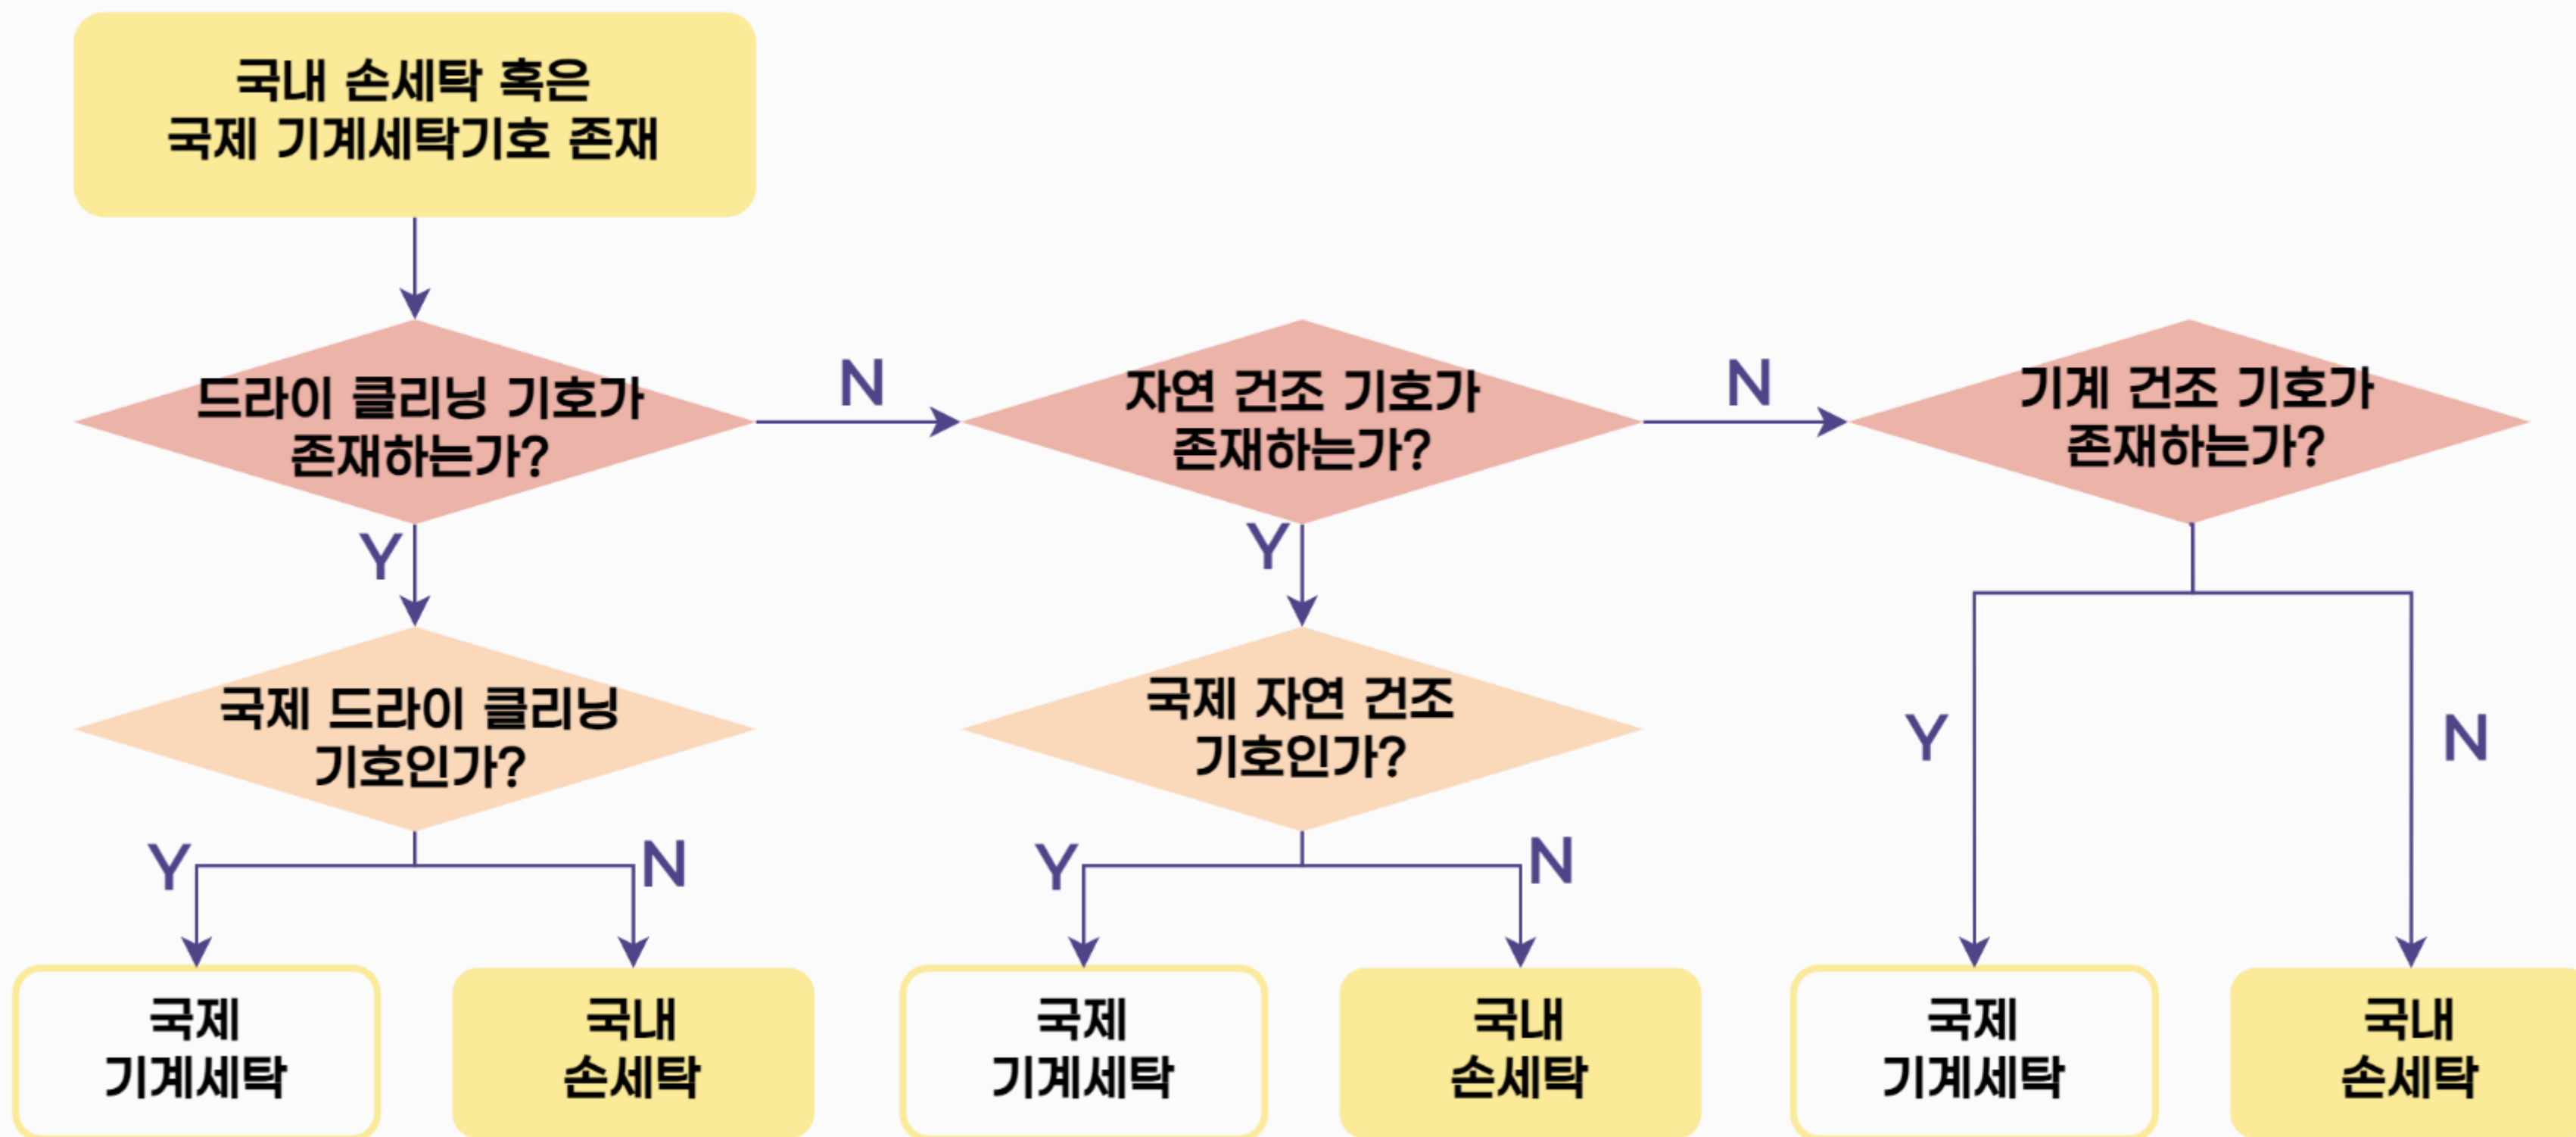 국내 손세탁 혹은
국제 기계세탁기호 존재
드라이 클리닝 기호가
존재하는가?
N
자연 건조 기호가
존재하는가?
N
기계 건조 기호가
존재하는가?
Y
Y
국제 드라이 클리닝
기호인가?
국제 자연 건조
기호인가?
Y
N
Y
N
Y
N
국제
기계세탁
국내
손세탁
국제
기계세탁
국내
손세탁
국제
기계세탁
국내
손세탁